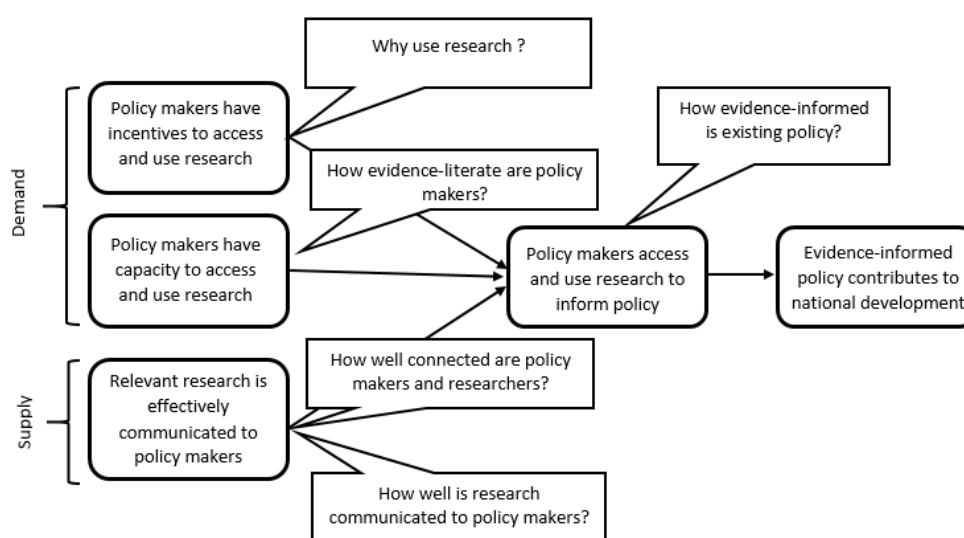 Why use research ?
Policy makers have
incentives to access
and use research
How evidence-informed
is existing policy?
Demand
How evidence-literate are policy
makers?
Policy makers have
capacity to access
and use research
Policy makers access
and use research to
inform policy
Evidence-informed
policy contributes to
national development
Supply
Relevant research is
effectively
communicated to
policy makers
How well connected are policy
makers and researchers?
How well is research
communicated to policy makers?